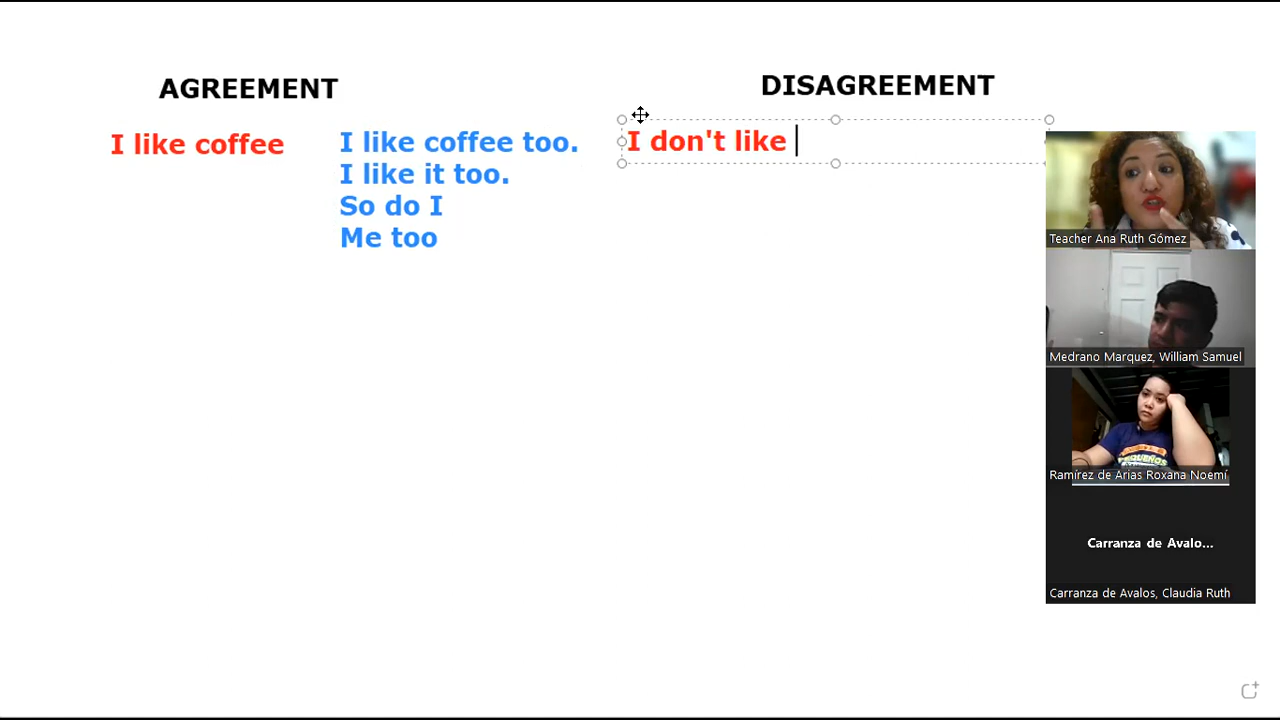 AGREEMENT
I like coffee
I like coffee too.
I like it too.
So do I
Me too
DISAGREEMENT
I don't like
Teacher Ana Ruth Gómez
Medrano Marquez, William Samuel
PEQUEÑOS
Ramírez de Arias Roxana Noemí
Carranza de Avalo...
Carranza de Avalos, Claudia Ruth